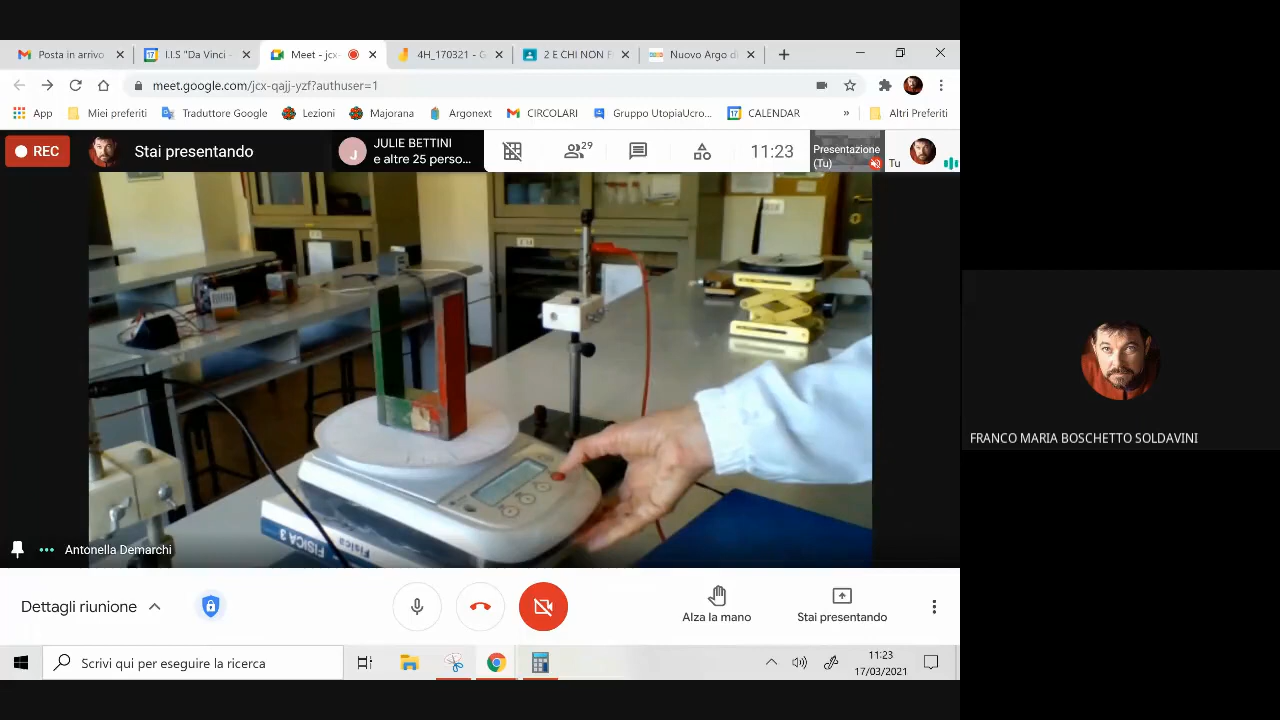 Posta in arrivo
17
I.I.S "Da Vinci -
Meet - jcx-
4H_170321 - G
2 E CHI NON F
Nuovo Argo d
meet.google.com/jcx-qajj-yzf?authuser=1
App
Miei preferiti
Traduttore Google
Lezioni
Majorana
Argonext
CIRCOLARI
Gruppo UtopiaUcro...
17
CALENDAR
»
Altri Preferiti
REC
Stai presentando
J
JULIE BETTINI
e altre 25 perso...
29
11:23
Presentazione
(Tu)
Tu
FISICA 3
Fisica
Antonella Demarchi
FRANCO MARIA BOSCHETTO SOLDAVINI
Dettagli riunione
Alza la mano
Stai presentando
Scrivi qui per eseguire la ricerca
11:23
17/03/2021